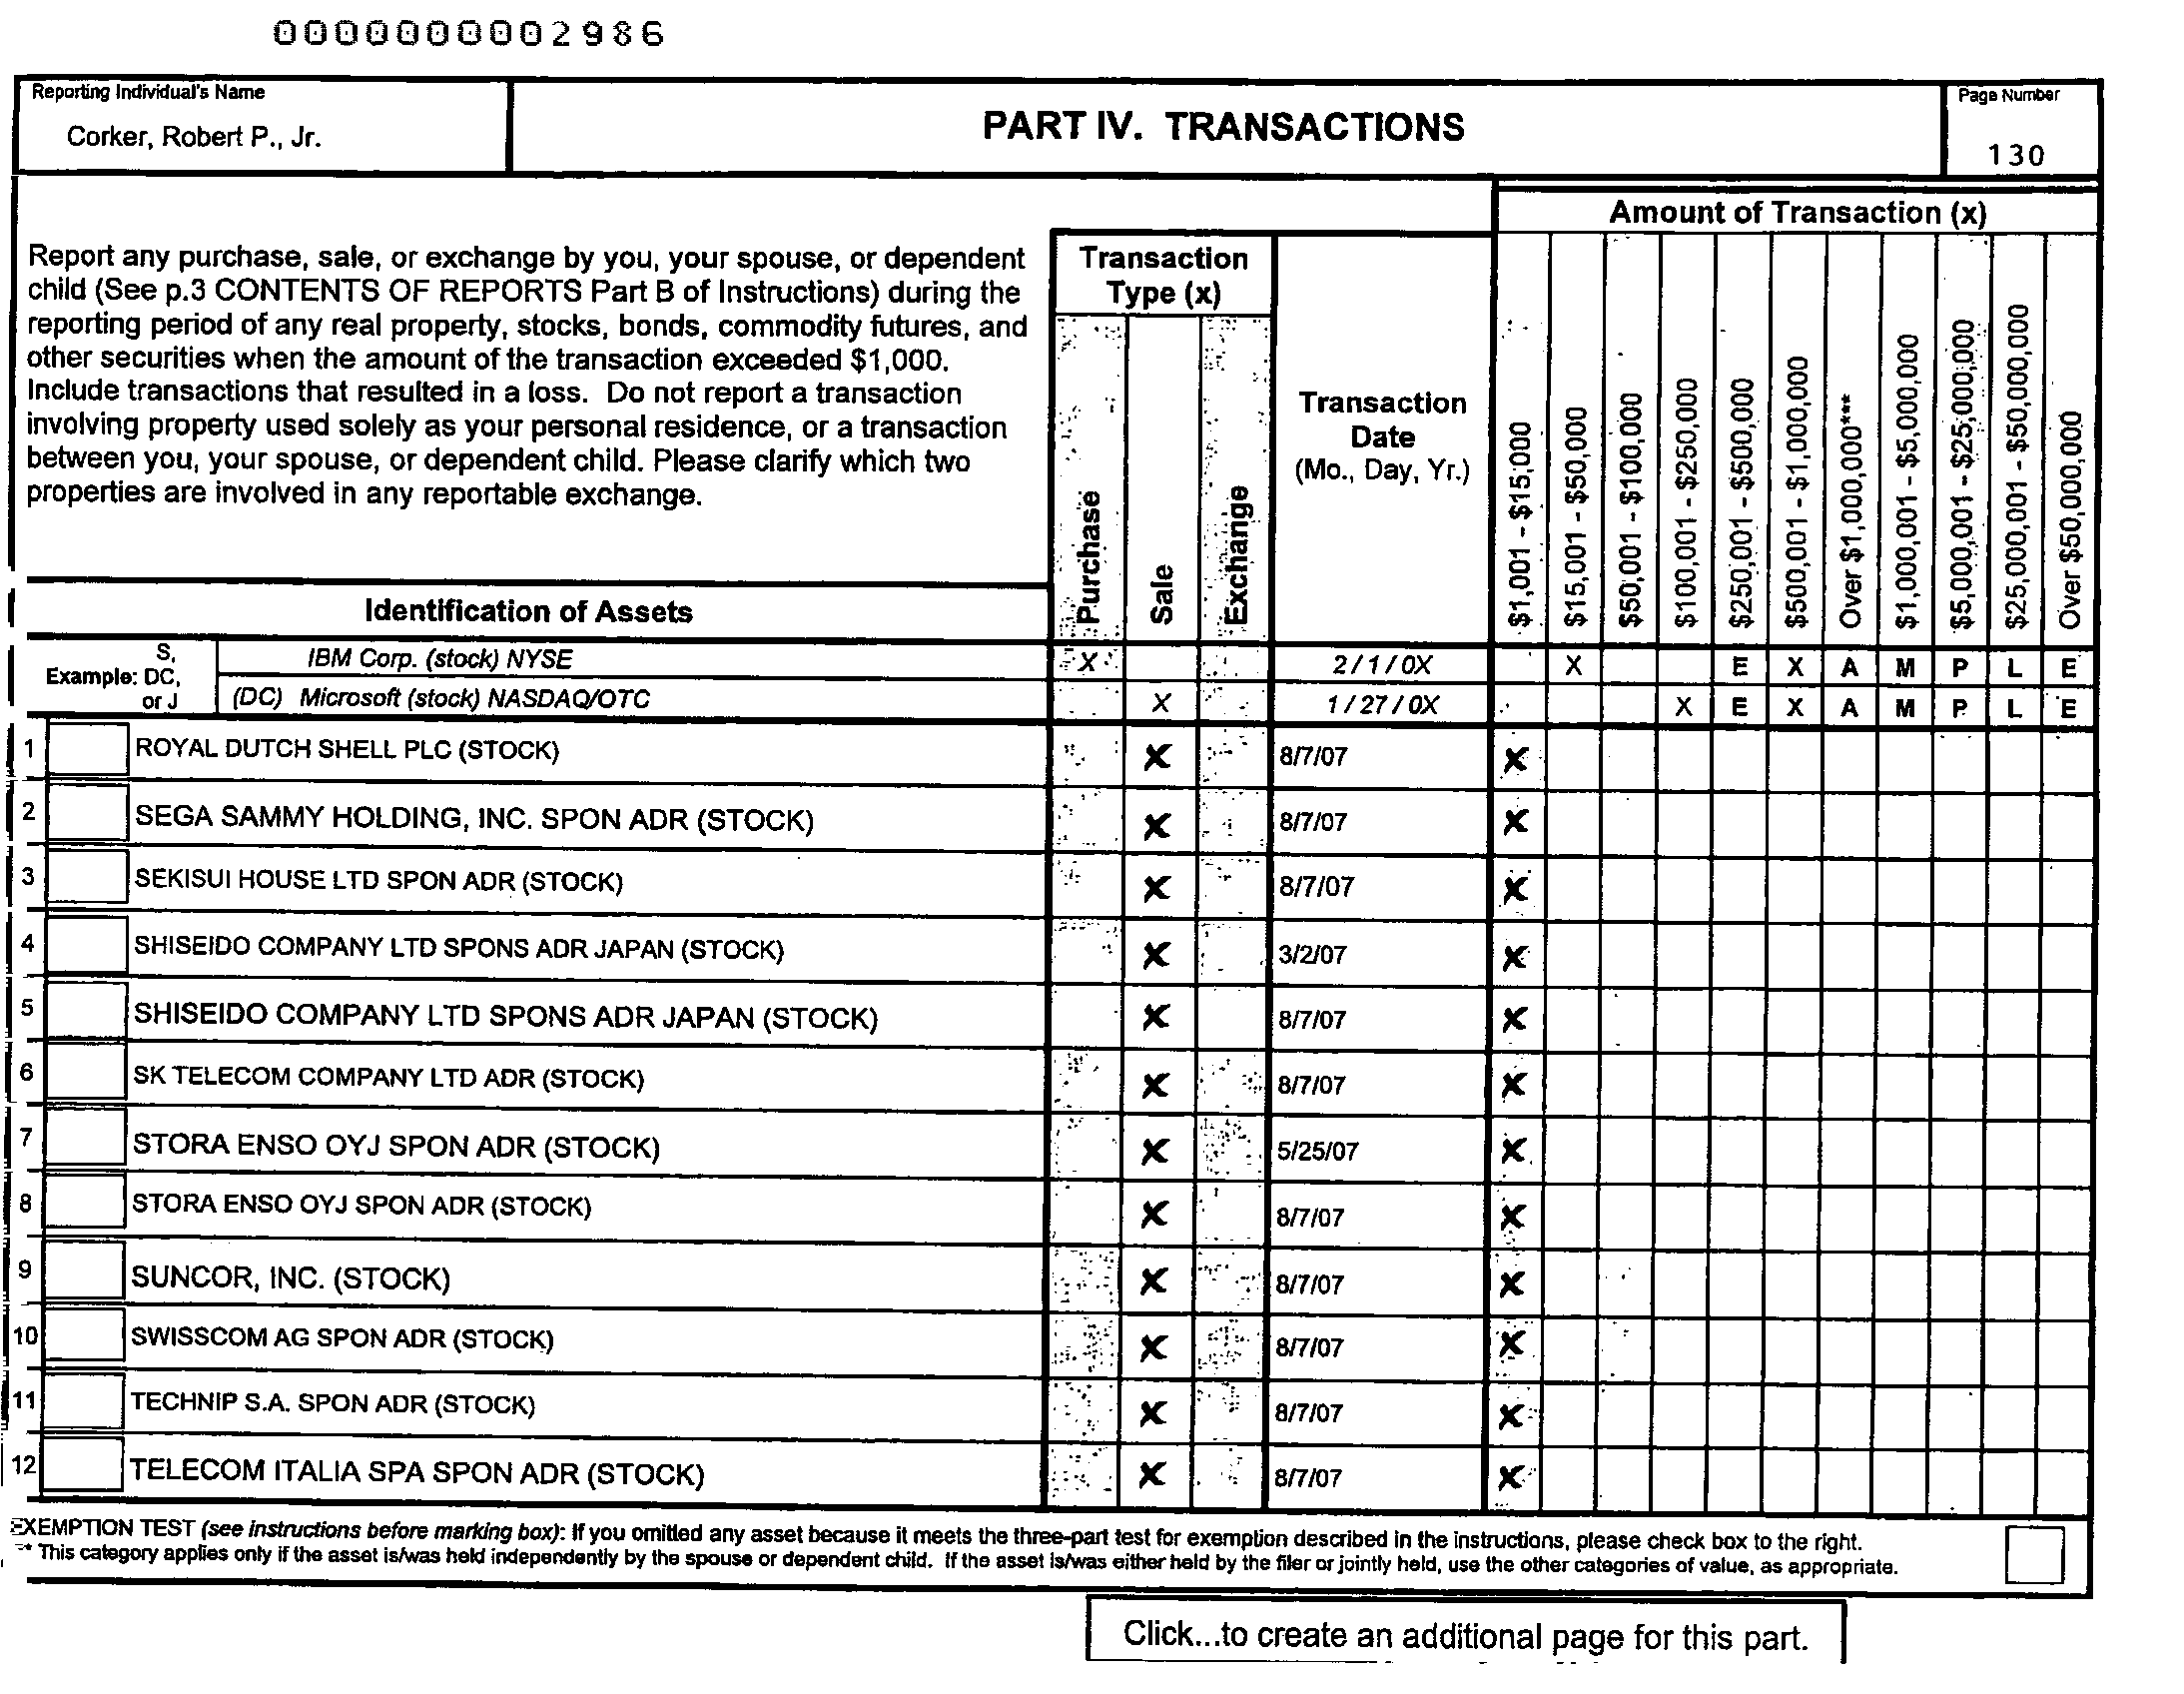 0000000002986
Reporting Individual's Name
Corker, Robert P., Jr.
PART IV. TRANSACTIONS
Page Number
130
Amount of Transaction (x)
Report any purchase, sale, or exchange by you, your spouse, or dependent
child (See p.3 CONTENTS OF REPORTS Part B of Instructions) during the
reporting period of any real property, stocks, bonds, commodity futures, and
other securities when the amount of the transaction exceeded $1,000.
Include transactions that resulted in a loss. Do not report a transaction
involving property used solely as your personal residence, or a transaction
between you, your spouse, or dependent child. Please clarify which two
properties are involved in any reportable exchange.
Transaction
Type (x)
Purchase
Sale
Exchange
Transaction
Date
(Mo., Day, Yr.)
$1,001 - $15,000
$15,001 - $50,000
$50,001 - $100,000
$100,001 - $250,000
$250,001 - $500,000
$500,001 - $1,000,000
Over $1,000,000***
$1,000,001 - $5,000,000
$5,000,001 - $25,000,000
$25,000,001 - $50,000,000
Over $50,000,000
Identification of Assets
Example:
S,
DC,
or J
IBM Corp. (stock) NYSE X 2 / 1 / 0X X E X A M P L E
(DC) Microsoft (stock) NASDAQ/OTC X 1 / 27 / 0X X E X A M P L E
1 ROYAL DUTCH SHELL PLC (STOCK) X 8/7/07 X
2 SEGA SAMMY HOLDING, INC. SPON ADR (STOCK) X 8/7/07 X
3 SEKISUI HOUSE LTD SPON ADR (STOCK) X 8/7/07 X
4 SHISEIDO COMPANY LTD SPONS ADR JAPAN (STOCK) X 3/2/07 X
5 SHISEIDO COMPANY LTD SPONS ADR JAPAN (STOCK) X 8/7/07 X
6 SK TELECOM COMPANY LTD ADR (STOCK) X 8/7/07 X
7 STORA ENSO OYJ SPON ADR (STOCK) X 5/25/07 X
8 STORA ENSO OYJ SPON ADR (STOCK) X 8/7/07 X
9 SUNCOR, INC. (STOCK) X 8/7/07 X
10 SWISSCOM AG SPON ADR (STOCK) X 8/7/07 X
11 TECHNIP S.A. SPON ADR (STOCK) X 8/7/07 X
12 TELECOM ITALIA SPA SPON ADR (STOCK) X 8/7/07 X
EXEMPTION TEST (see instructions before marking box): If you omitted any asset because it meets the three-part test for exemption described in the instructions, please check box to the right.
** This category applies only if the asset is/was held independently by the spouse or dependent child. If the asset is/was either held by the filer or jointly held, use the other categories of value, as appropriate.
Click...to create an additional page for this part.